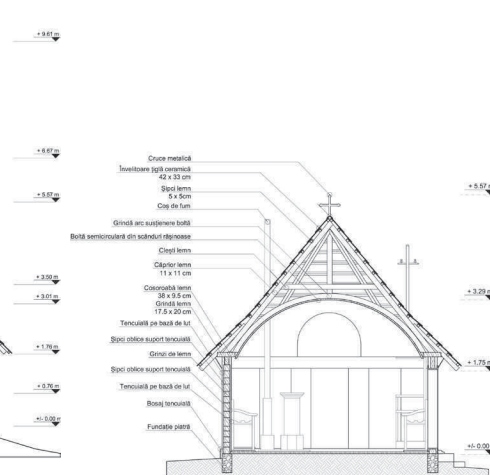 + 9.61 m
+ 6.67 m
+ 5.57 m
+ 3.50 m
+ 3.01 m
+ 1.76 m
+ 0.76 m
+/- 0.00 m
Cruce metalică
Învelitoare țiglă ceramică
42 x 33 cm
Șipci lemn
5 x 5cm
Coș de fum
Grindă arc susținere boltă
Boltă semicirculară din scânduri rășinoase
Clești lemn
Căprior lemn
11 x 11 cm
Cosoroabă lemn
38 x 9.5 cm
Grindă lemn
17.5 x 20 cm
Tencuială pe bază de lut
Șipci oblice suport tencuială
Grinzi de lemn
Șipci oblice suport tencuială
Tencuială pe bază de lut
Bosaj tencuială
Fundație piatră
+ 5.57
+ 3.29 m
+ 1.75 m
+/- 0.00